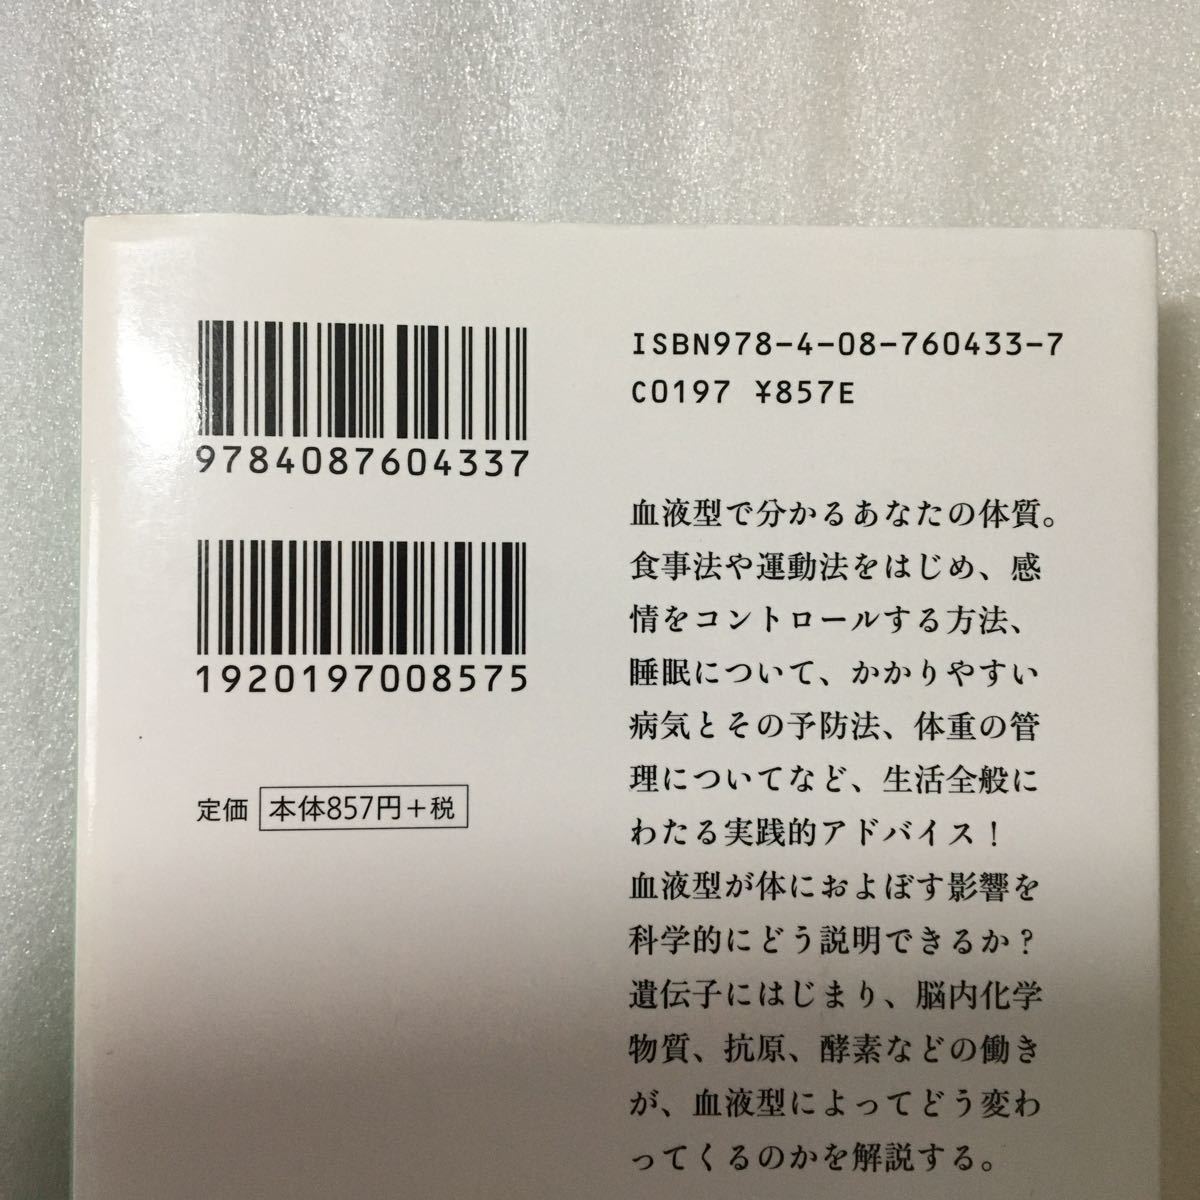 9784087604337
1920197008575
定価 本体857円+税
ISBN978-4-08-760433-7
C0197 ¥857E
血液型で分かるあなたの体質。
食事法や運動法をはじめ、感
情をコントロールする方法、
睡眠について、かかりやすい
病気とその予防法、体重の管
理についてなど、生活全般に
わたる実践的アドバイス！
血液型が体におよぼす影響を
科学的にどう説明できるか？
遺伝子にはじまり、脳内化学
物質、抗原、酵素などの働き
が、血液型によってどう変わ
ってくるのかを解説する。